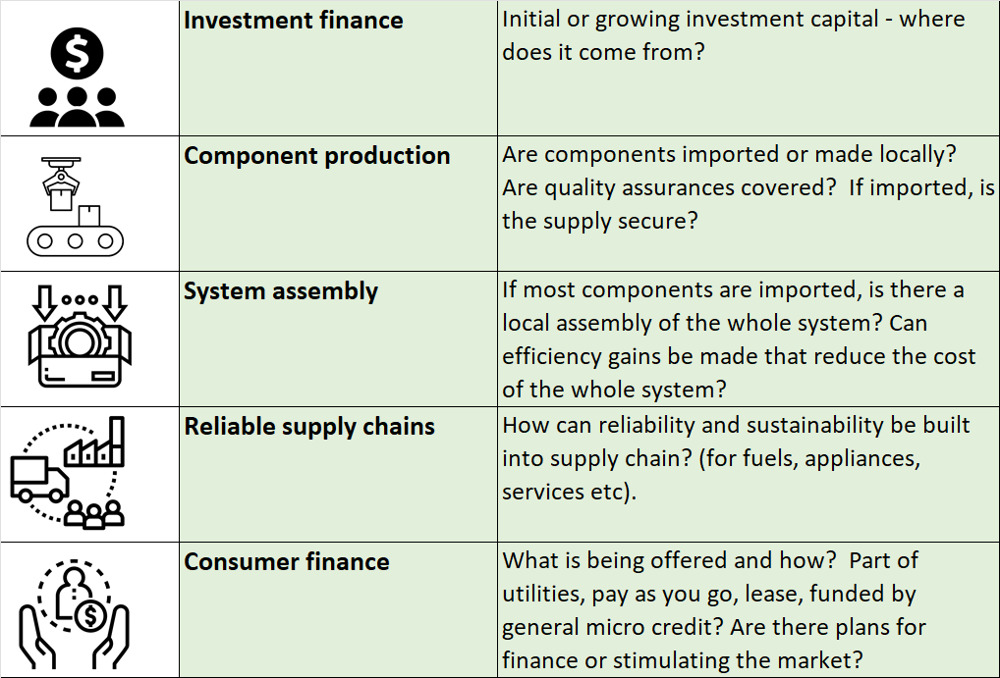 Investment finance
Initial or growing investment capital - where
does it come from?
Component production
Are components imported or made locally?
Are quality assurances covered?  If imported, is
the supply secure?
System assembly
If most components are imported, is there a
local assembly of the whole system? Can
efficiency gains be made that reduce the cost
of the whole system?
Reliable supply chains
How can reliability and sustainability be built
into supply chain? (for fuels, appliances,
services etc).
Consumer finance
What is being offered and how?  Part of
utilities, pay as you go, lease, funded by
general micro credit? Are there plans for
finance or stimulating the market?